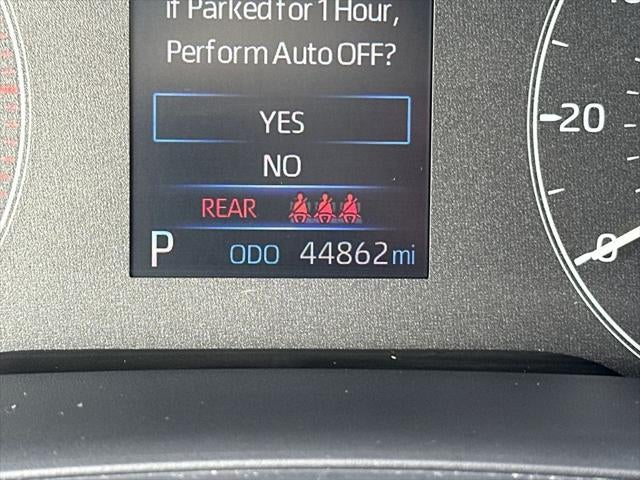 if Parked for 1 Hour,
Perform Auto OFF?
YES
NO
REAR
P ODO 44862 mi
20
0